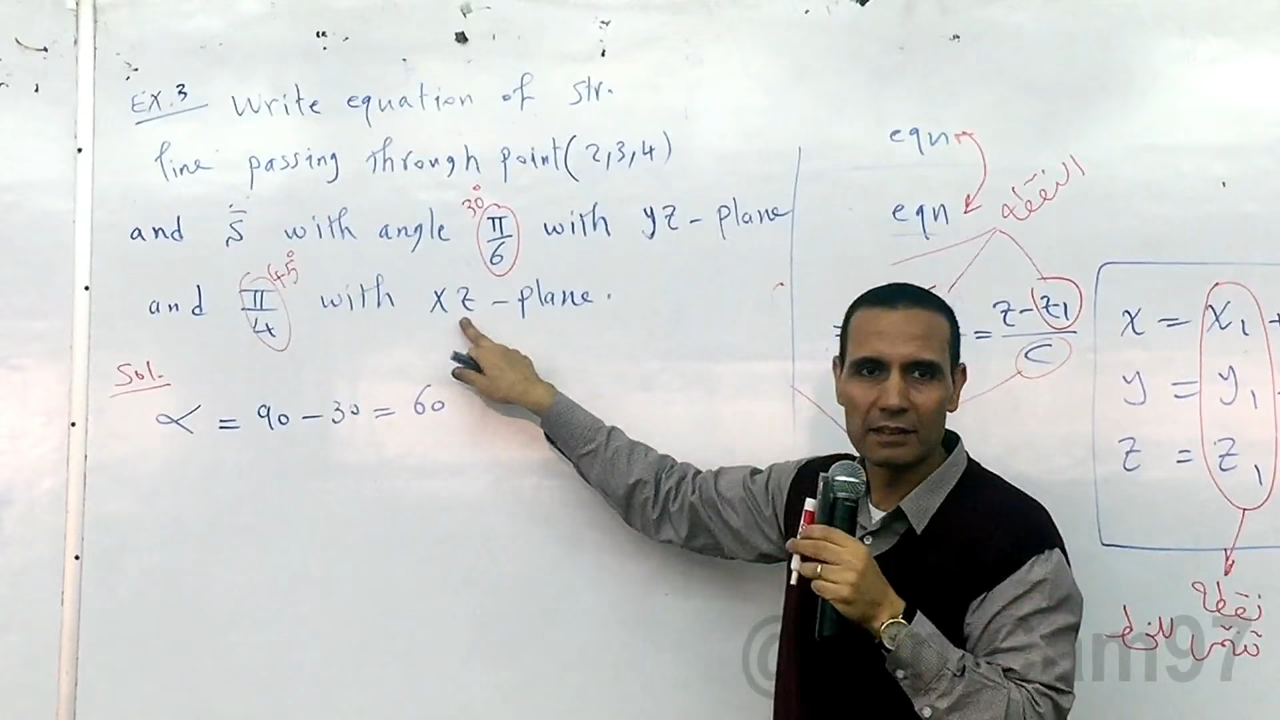 EX.3 Write equation of str.
line passing through point (2,3,4)
and S̄ with angle π/6 with yz-plane
30°
and π/4 with xz-plane.
45°
Sol.
α = 90 - 30 = 60
eqn
eqn
النقطة
= z-z₁/c
x = x₁ +
y = y₁
z = z₁
نقطة
للخط